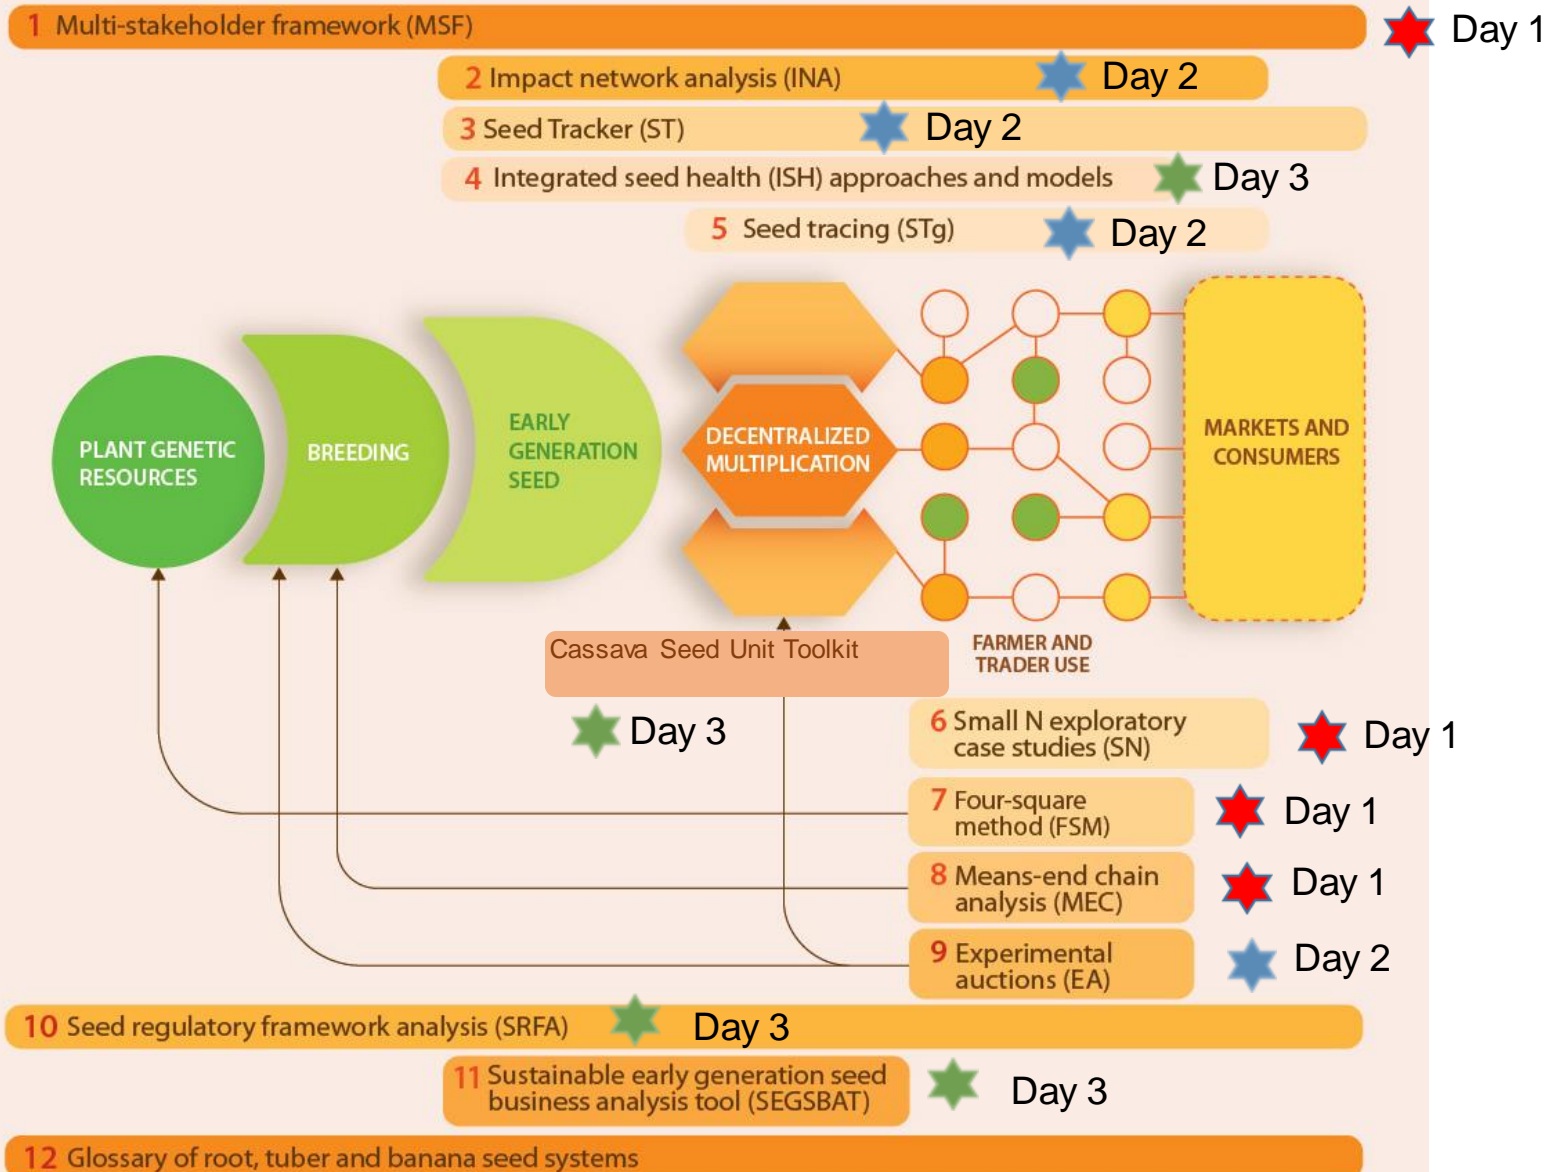 1 Multi-stakeholder framework (MSF)
Day 1
2 Impact network analysis (INA)
Day 2
3 Seed Tracker (ST)
Day 2
4 Integrated seed health (ISH) approaches and models
Day 3
5 Seed tracing (STg)
Day 2
PLANT GENETIC
RESOURCES
BREEDING
EARLY
GENERATION
SEED
DECENTRALIZED
MULTIPLICATION
MARKETS AND
CONSUMERS
FARMER AND
TRADER USE
Cassava Seed Unit Toolkit
Day 3
6 Small N exploratory
case studies (SN)
Day 1
7 Four-square
method (FSM)
Day 1
8 Means-end chain
analysis (MEC)
Day 1
9 Experimental
auctions (EA)
Day 2
10 Seed regulatory framework analysis (SRFA)
Day 3
11 Sustainable early generation seed
business analysis tool (SEGSBAT)
Day 3
12 Glossary of root, tuber and banana seed systems